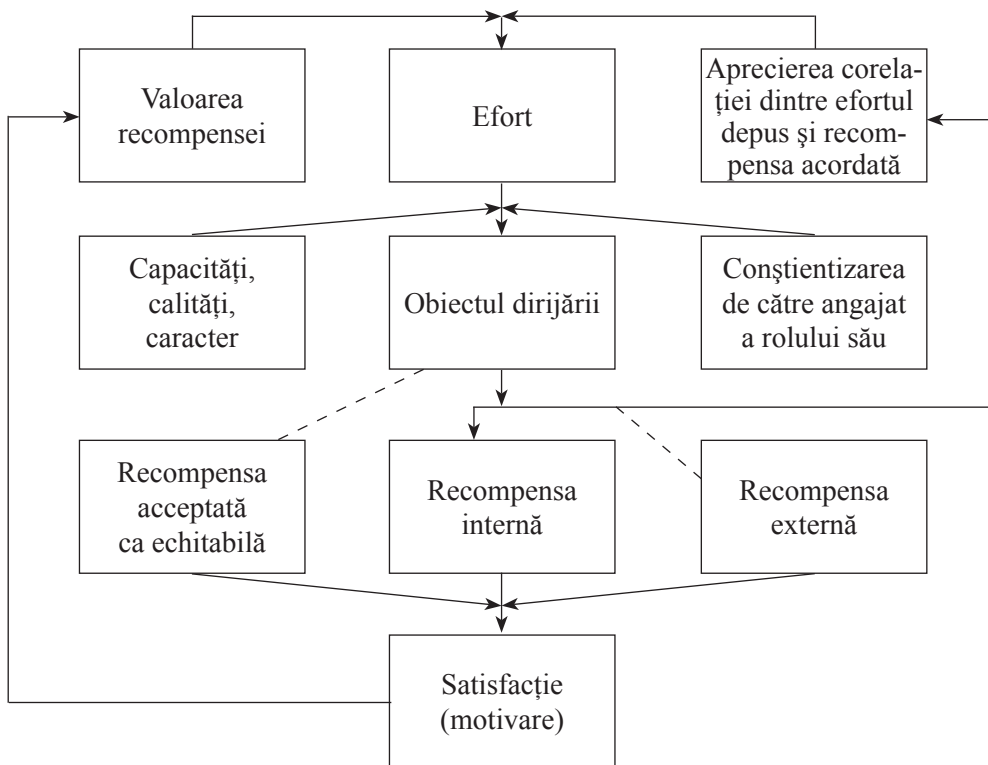 Valoarea
recompensei
Efort
Aprecierea corela-
ției dintre efortul
depus şi recom-
pensa acordată
Capacități,
calități,
caracter
Obiectul dirijării
Conştientizarea
de către angajat
a rolului său
Recompensa
acceptată
ca echitabilă
Recompensa
internă
Recompensa
externă
Satisfacție
(motivare)